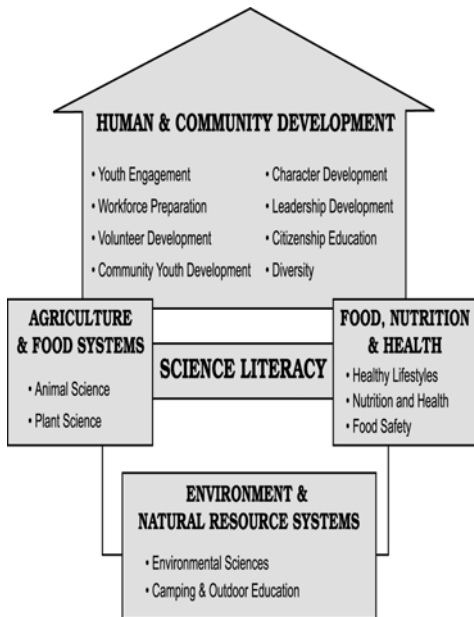 HUMAN & COMMUNITY DEVELOPMENT
• Youth Engagement
• Workforce Preparation
• Volunteer Development
• Community Youth Development
• Character Development
• Leadership Development
• Citizenship Education
• Diversity
AGRICULTURE
& FOOD SYSTEMS
• Animal Science
• Plant Science
SCIENCE LITERACY
FOOD, NUTRITION
& HEALTH
• Healthy Lifestyles
• Nutrition and Health
• Food Safety
ENVIRONMENT &
NATURAL RESOURCE SYSTEMS
• Environmental Sciences
• Camping & Outdoor Education